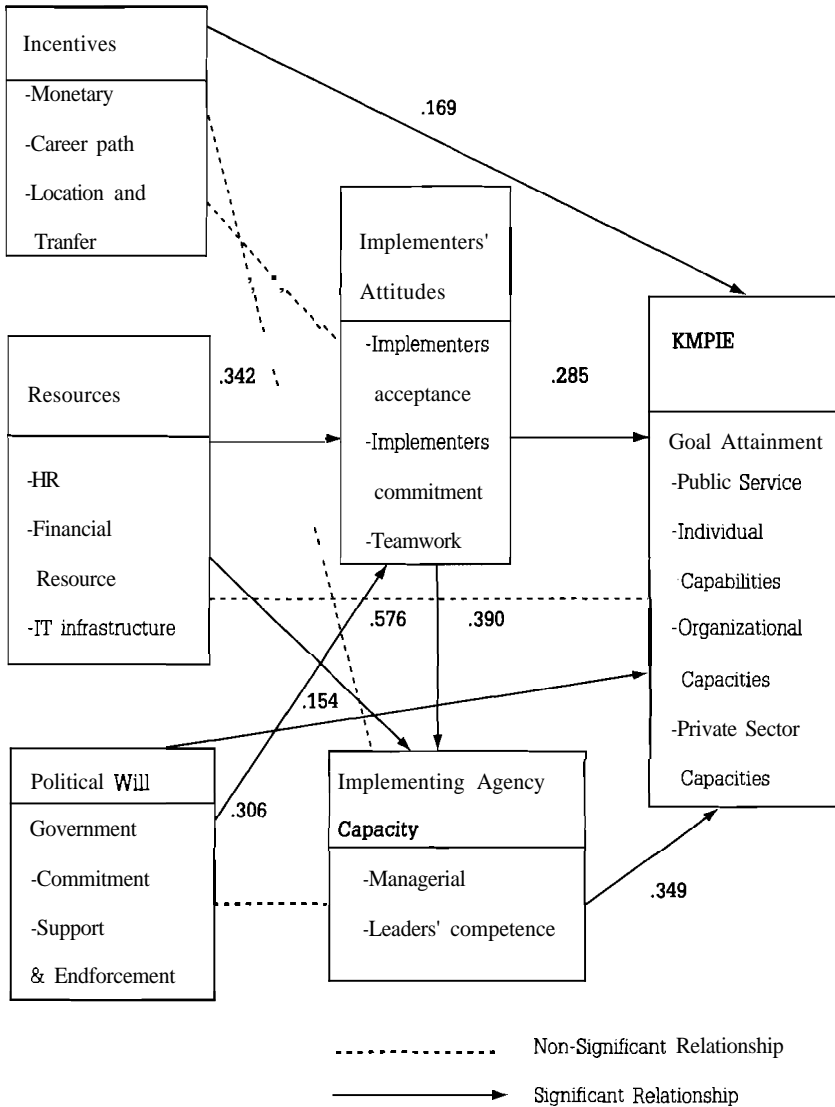 Incentives
-Monetary
-Career path
-Location and
Tranfer
.169
Implementers'
Attitudes
-Implementers
acceptance
-Implementers
commitment
-Teamwork
.342
.285
KMPIE
Goal Attainment
-Public Service
-Individual
Capabilities
-Organizational
Capacities
-Private Sector
Capacities
Resources
-HR
-Financial
Resource
-IT infrastructure
.576
.390
.154
Political Will
Government
-Commitment
-Support
& Endforcement
.306
Implementing Agency
Capacity
-Managerial
-Leaders' competence
.349
Non-Significant Relationship
Significant Relationship